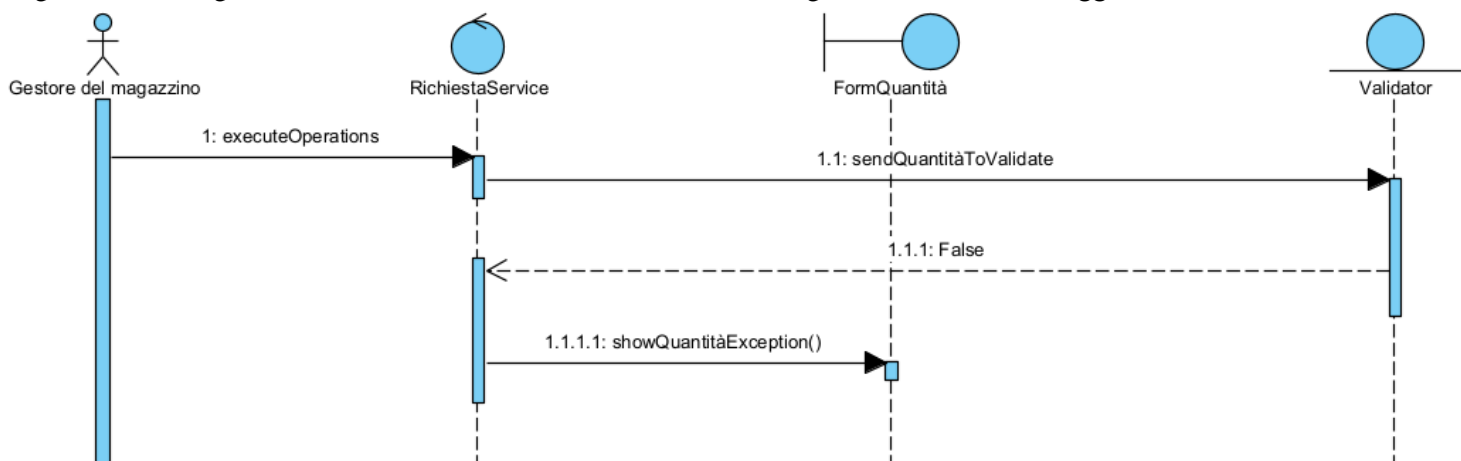 Gestore del magazzino
RichiestaService
FormQuantità
Validator
1: executeOperations
1.1: sendQuantitàToValidate
1.1.1: False
1.1.1.1: showQuantitàException()